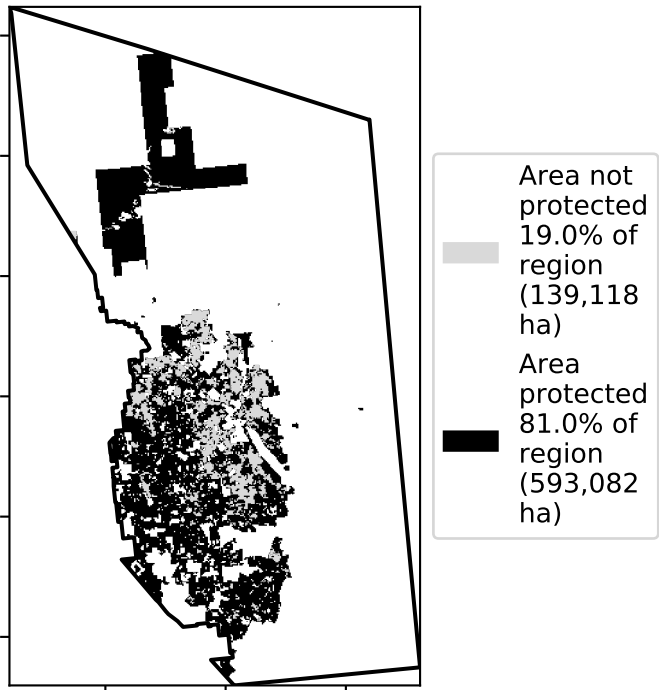 Area not
protected
19.0% of
region
(139,118
ha)
Area
protected
81.0% of
region
(593,082
ha)